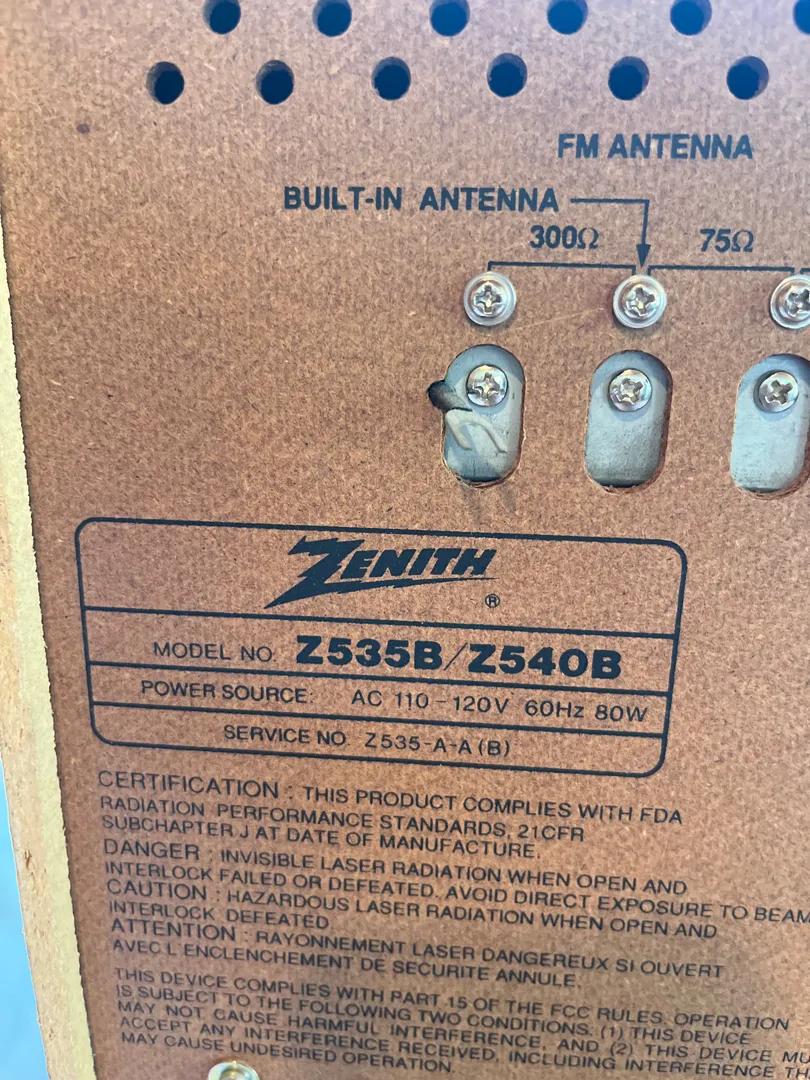 FM ANTENNA
BUILT-IN ANTENNA
300Ω 75Ω
ZENITH
®
MODEL NO. Z535B/Z540B
POWER SOURCE: AC 110-120V 60Hz 80W
SERVICE NO. Z535-A-A(B)
CERTIFICATION : THIS PRODUCT COMPLIES WITH FDA
RADIATION PERFORMANCE STANDARDS, 21CFR
SUBCHAPTER J AT DATE OF MANUFACTURE.
DANGER : INVISIBLE LASER RADIATION WHEN OPEN AND
INTERLOCK FAILED OR DEFEATED. AVOID DIRECT EXPOSURE TO BEAM
CAUTION : HAZARDOUS LASER RADIATION WHEN OPEN AND
INTERLOCK DEFEATED
ATTENTION : RAYONNEMENT LASER DANGEREUX SI OUVERT
AVEC L'ENCLENCHEMENT DE SECURITE ANNULE.
THIS DEVICE COMPLIES WITH PART 15 OF THE FCC RULES. OPERATION
IS SUBJECT TO THE FOLLOWING TWO CONDITIONS. (1) THIS DEVICE
MAY NOT CAUSE HARMFUL INTERFERENCE, AND (2) THIS DEVICE MU
ACCEPT ANY INTERFERENCE RECEIVED, INCLUDING INTERFERENCE TH
MAY CAUSE UNDESIRED OPERATION.